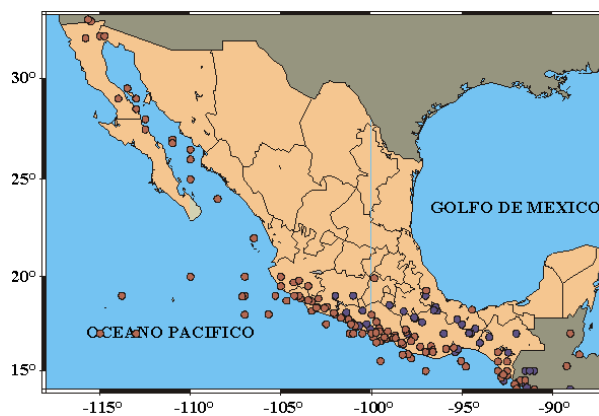 30º
25º
GOLFO DE MEXICO
20º
OCEANO PACIFICO
15º
-115º -110º -105º -100º -95º -90º